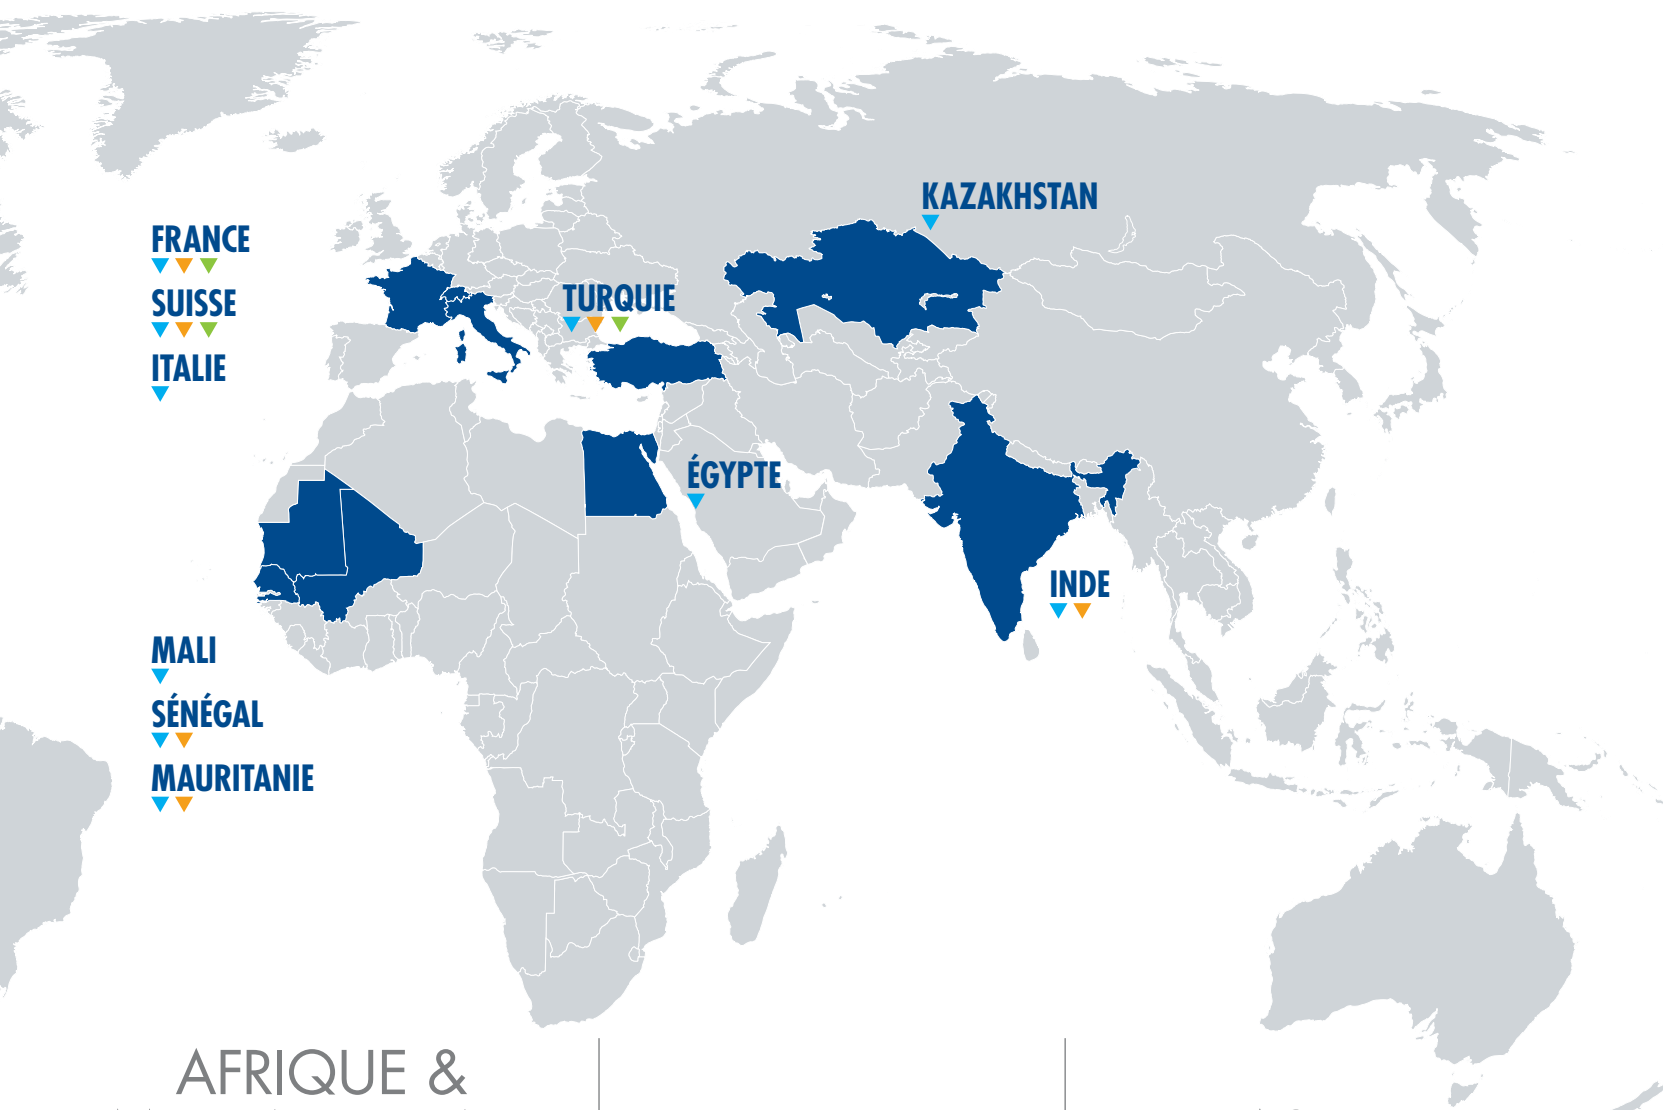 KAZAKHSTAN
FRANCE
SUISSE
TURQUIE
ITALIE
ÉGYPTE
INDE
MALI
SÉNÉGAL
MAURITANIE
AFRIQUE &